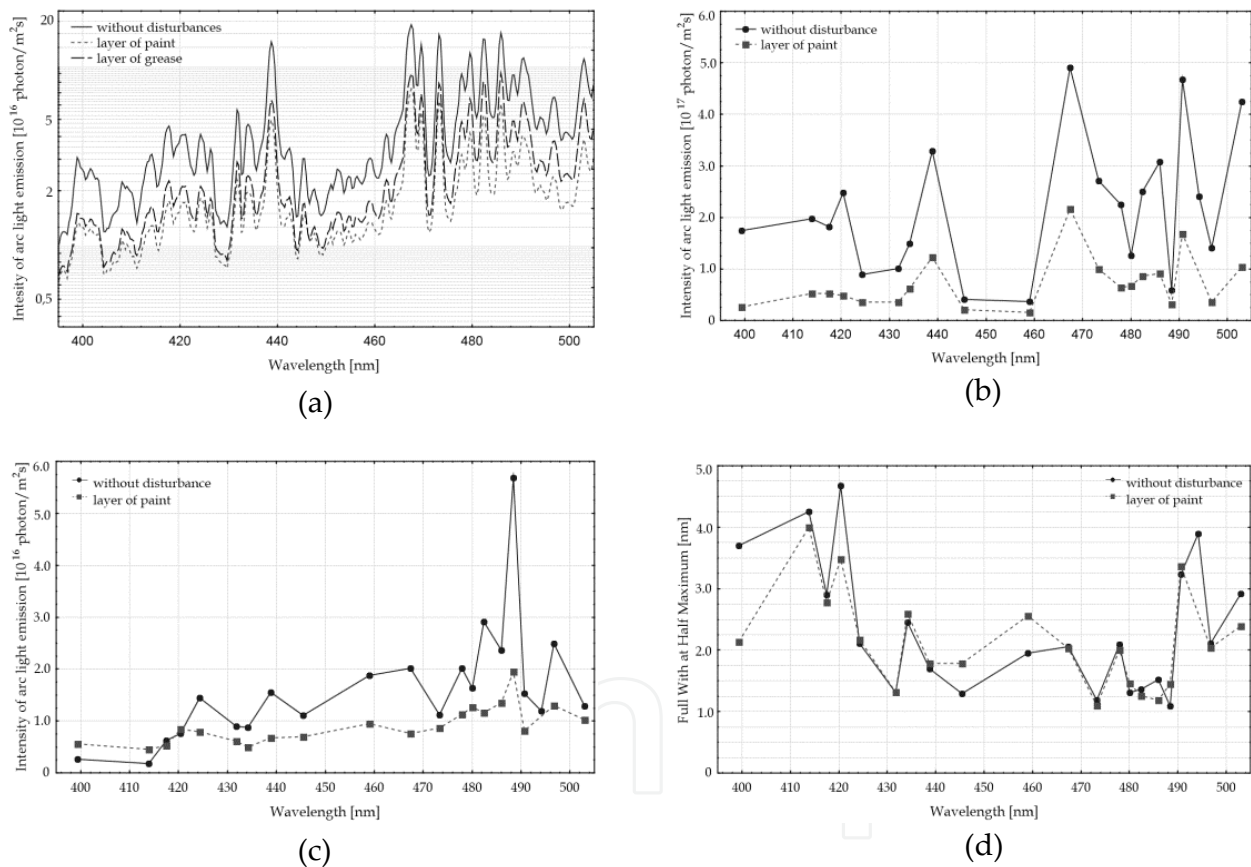 without disturbances
layer of paint
layer of grease
Intesity of arc light emission [10 16 photon/m2s]
20
5
2
0,5
400 420 440 460 480 500
Wavelength [nm]
(a)
without disturbance
layer of paint
Intensity of arc light emission [10 17 photon/m2s]
6.0
5.0
4.0
3.0
2.0
1.0
0
400 410 420 430 440 450 460 470 480 490 500
Wavelength [nm]
(b)
without disturbance
layer of paint
Intensity of arc light emission [10 16 photon/m2s]
6.0
5.0
4.0
3.0
2.0
1.0
0
400 410 420 430 440 450 460 470 480 490 500
Wavelength [nm]
(c)
without disturbance
layer of paint
Full With at Half Maximum [nm]
5.0
4.0
3.0
2.0
1.0
0
400 410 420 430 440 450 460 470 480 490 500
Wavelength [nm]
(d)